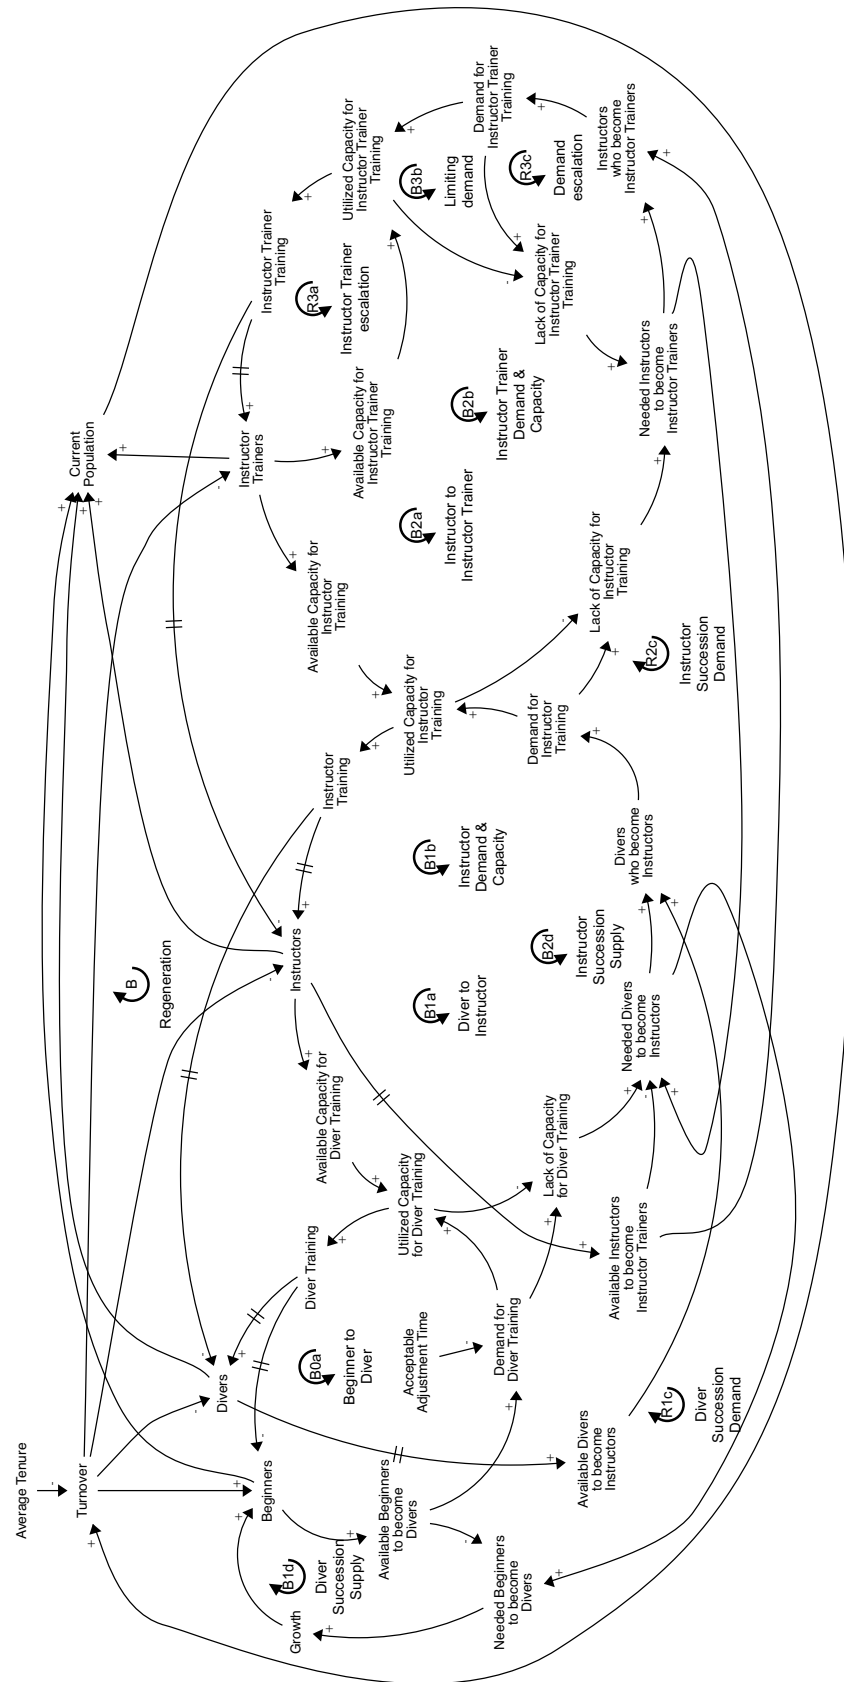 Average Tenure
Turnover
Current
Population
B
Regeneration
Divers
Beginners
Growth
B1d
Diver
Succession
Supply
Available Beginners
to become
Divers
Needed Beginners
to become
Divers
Diver Training
B0a
Beginner to
Diver
Acceptable
Adjustment Time
Demand for
Diver Training
Utilized Capacity
for Diver Training
Available Capacity for
Diver Training
Lack of Capacity
for Diver Training
Available Divers
to become
Instructors
R1c
Diver
Succession
Demand
Available Instructors
to become
Instructor Trainers
Instructors
B1a
Diver to
Instructor
B1b
Instructor
Demand &
Capacity
B2d
Instructor
Succession
Supply
Needed Divers
to become
Instructors
Divers
who become
Instructors
Instructor
Training
Utilized Capacity for
Instructor
Training
Demand for
Instructor
Training
Available Capacity for
Instructor
Training
Lack of Capacity for
Instructor
Training
R2c
Instructor
Succession
Demand
Instructor
Trainers
B2a
Instructor to
Instructor Trainer
B2b
Instructor Trainer
Demand &
Capacity
Available Capacity for
Instructor Trainer
Training
Needed Instructors
to become
Instructor Trainers
R3a
Instructor Trainer
escalation
Instructor Trainer
Training
Utilized Capacity for
Instructor Trainer
Training
B3b
Limiting
demand
Lack of Capacity for
Instructor Trainer
Training
R3c
Demand
escalation
Demand for
Instructor Trainer
Training
Instructors
who become
Instructor Trainers